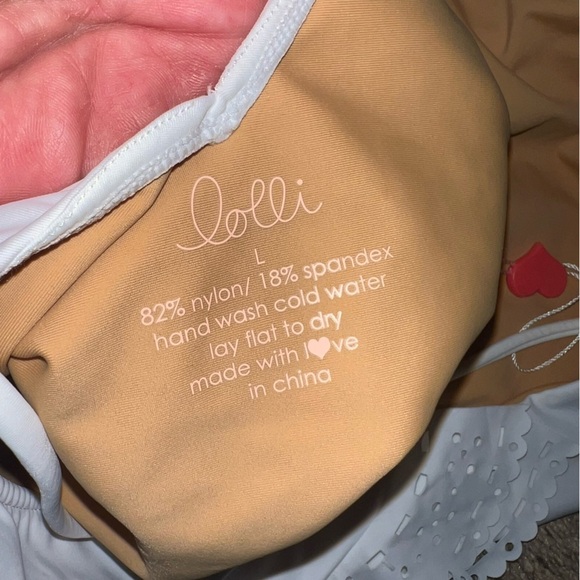 lolli
L
82% nylon/ 18% spandex
hand wash cold water
lay flat to dry
made with l♥ve
in china